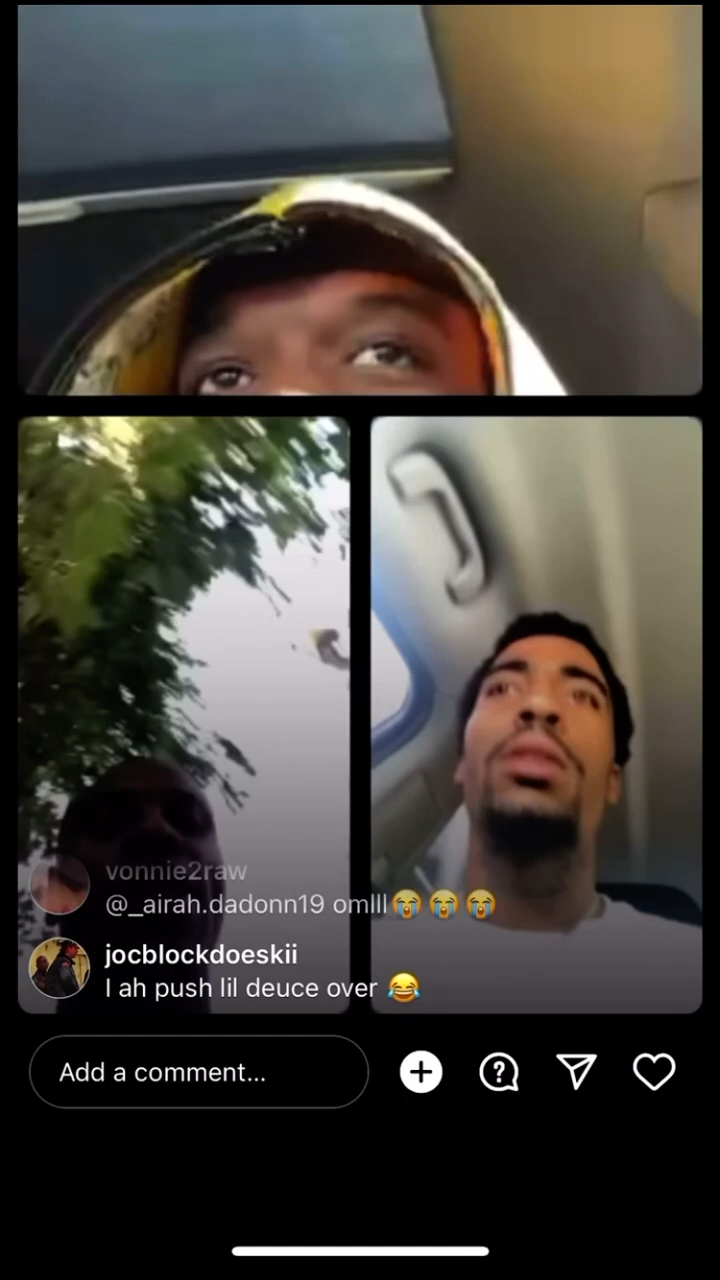 vonnie2raw
@_airah.dadonn19 omlll😭😭😭
jocblockdoeskii
I ah push lil deuce over 😂
Add a comment...